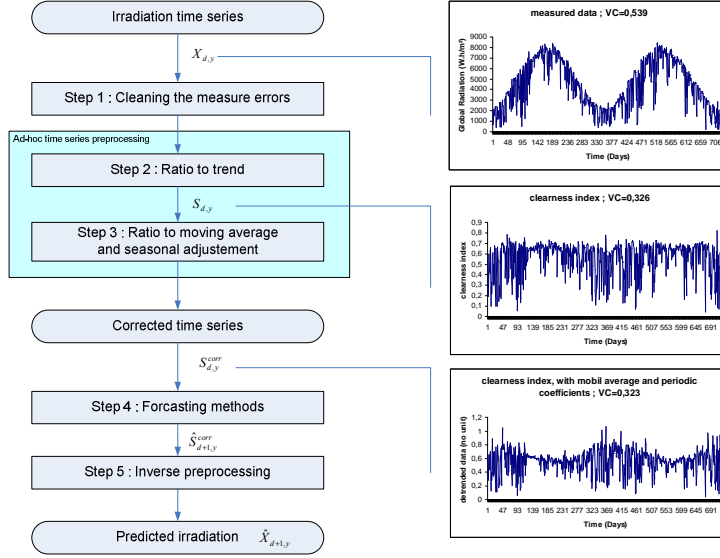 Irradiation time series
X_{d,y}
Step 1 : Cleaning the measure errors
Ad-hoc time series preprocessing
Step 2 : Ratio to trend
S_{d,y}
Step 3 : Ratio to moving average
and seasonal adjustement
Corrected time series
S^{corr}_{d,y}
Step 4 : Forcasting methods
Ŝ^{corr}_{d+1,y}
Step 5 : Inverse preprocessing
Predicted irradiation X̂_{d+1,y}
measured data ; VC=0,539
Global Radiation (W.h/m²)
9000
8000
7000
6000
5000
4000
3000
2000
1000
0
1 48 95 142 189 236 283 330 377 424 471 518 565 612 659 706
Time (Days)
clearness index ; VC=0,326
clearness index
0,9
0,8
0,7
0,6
0,5
0,4
0,3
0,2
0,1
0
1 47 93 139 185 231 277 323 369 415 461 507 553 599 645 691
Time (Days)
clearness index, with mobil average and periodic
coefficients ; VC=0,323
detrended data (no unit)
1,2
1
0,8
0,6
0,4
0,2
0
1 47 93 139 185 231 277 323 369 415 461 507 553 599 645 691
Time (Days)